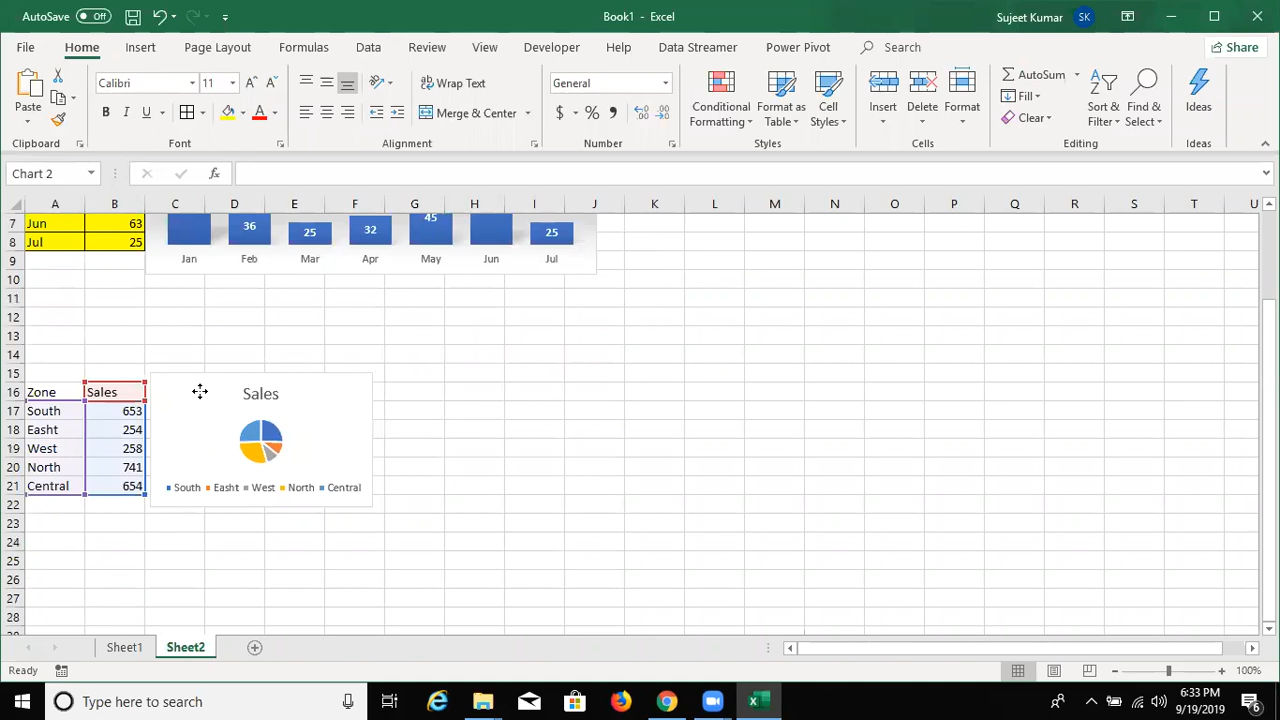 AutoSave Off Book1 - Excel Sujeet Kumar SK
File Home Insert Page Layout Formulas Data Review View Developer Help Data Streamer Power Pivot Search Share
Paste Calibri 11 Wrap Text General Conditional Formatting Format as Table Cell Styles Insert Delete Format AutoSum Fill Clear Sort & Filter Find & Select Ideas
B I U Merge & Center $ % ,
Clipboard Font Alignment Number Styles Cells Editing Ideas
Chart 2 fx
A B C D E F G H I J K L M N O P Q R S T U
7 Jun 63 36 25 32 45 25
8 Jul 25
9 Jan Feb Mar Apr May Jun Jul
10
11
12
13
14
15
16 Zone Sales Sales
17 South 653
18 Easht 254
19 West 258
20 North 741
21 Central 654 South Easht West North Central
22
23
24
25
26
27
28
Sheet1 Sheet2
Ready 100%
Type here to search 6:33 PM
9/19/2019 6